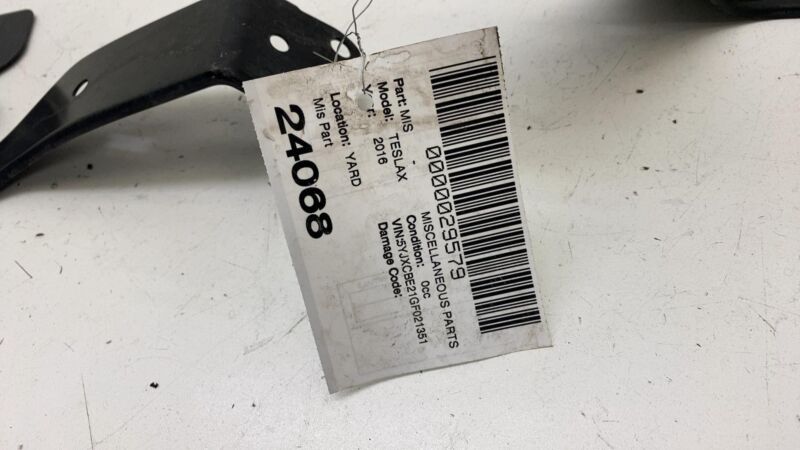 0000029579
Part: MIS - MISCELLANEOUS PARTS
Model: TESLAX Condition: 0cc
2016 VIN:5YJXCBE21GF021351
Damage Code:
Location: YARD
Mis Part
24068